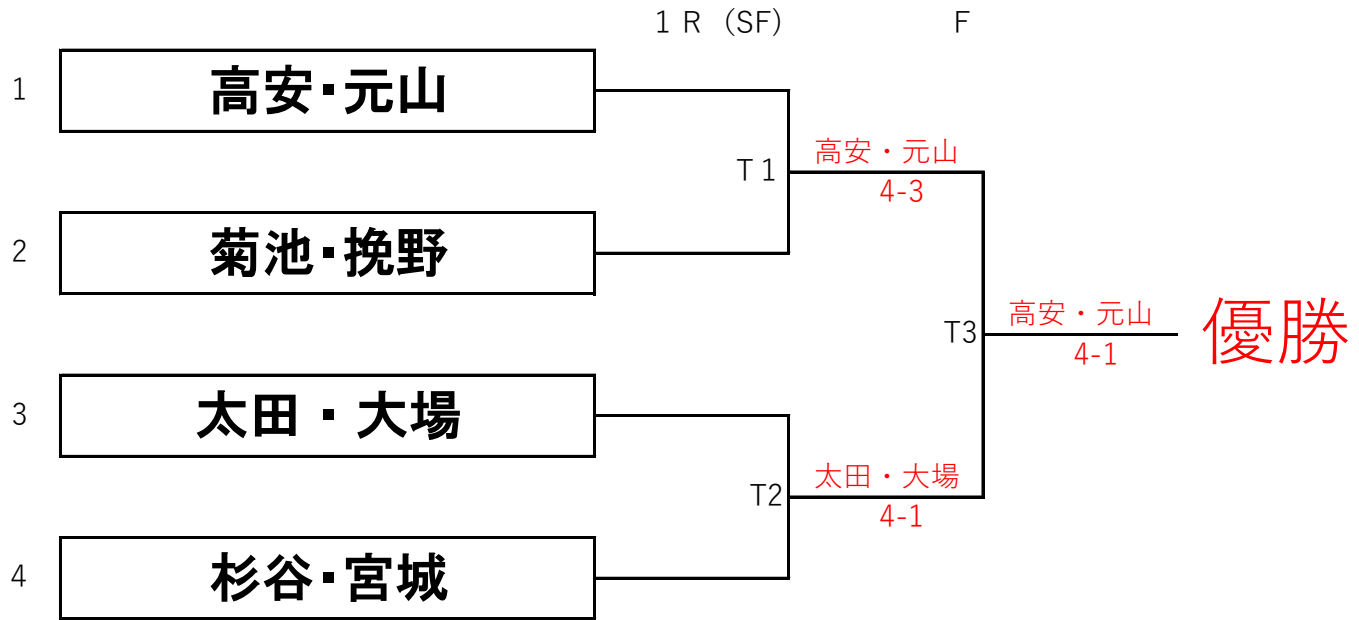 1 R (SF) F
1 高安・元山
T 1 高安・元山
4-3
2 菊池・挽野
T3 高安・元山 優勝
4-1
3 太田 ・ 大場
T2 太田・大場
4-1
4 杉谷・宮城